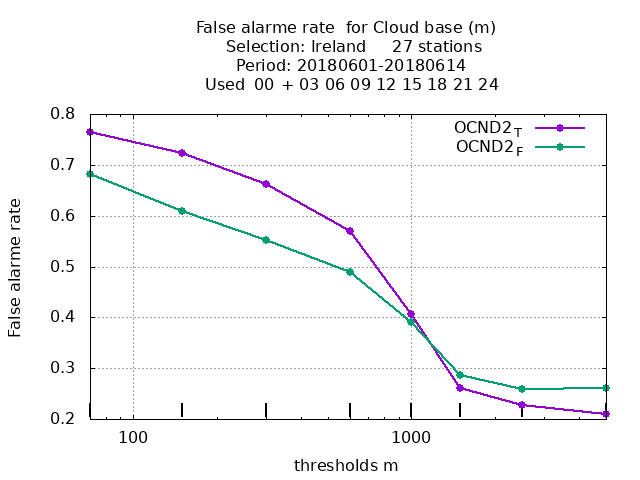 False alarme rate  for Cloud base (m)
Selection: Ireland     27 stations
Period: 20180601-20180614
Used  00 + 03 06 09 12 15 18 21 24
OCND2T
OCND2F
0.8
0.7
0.6
0.5
0.4
0.3
0.2
False alarme rate
100 1000
thresholds m